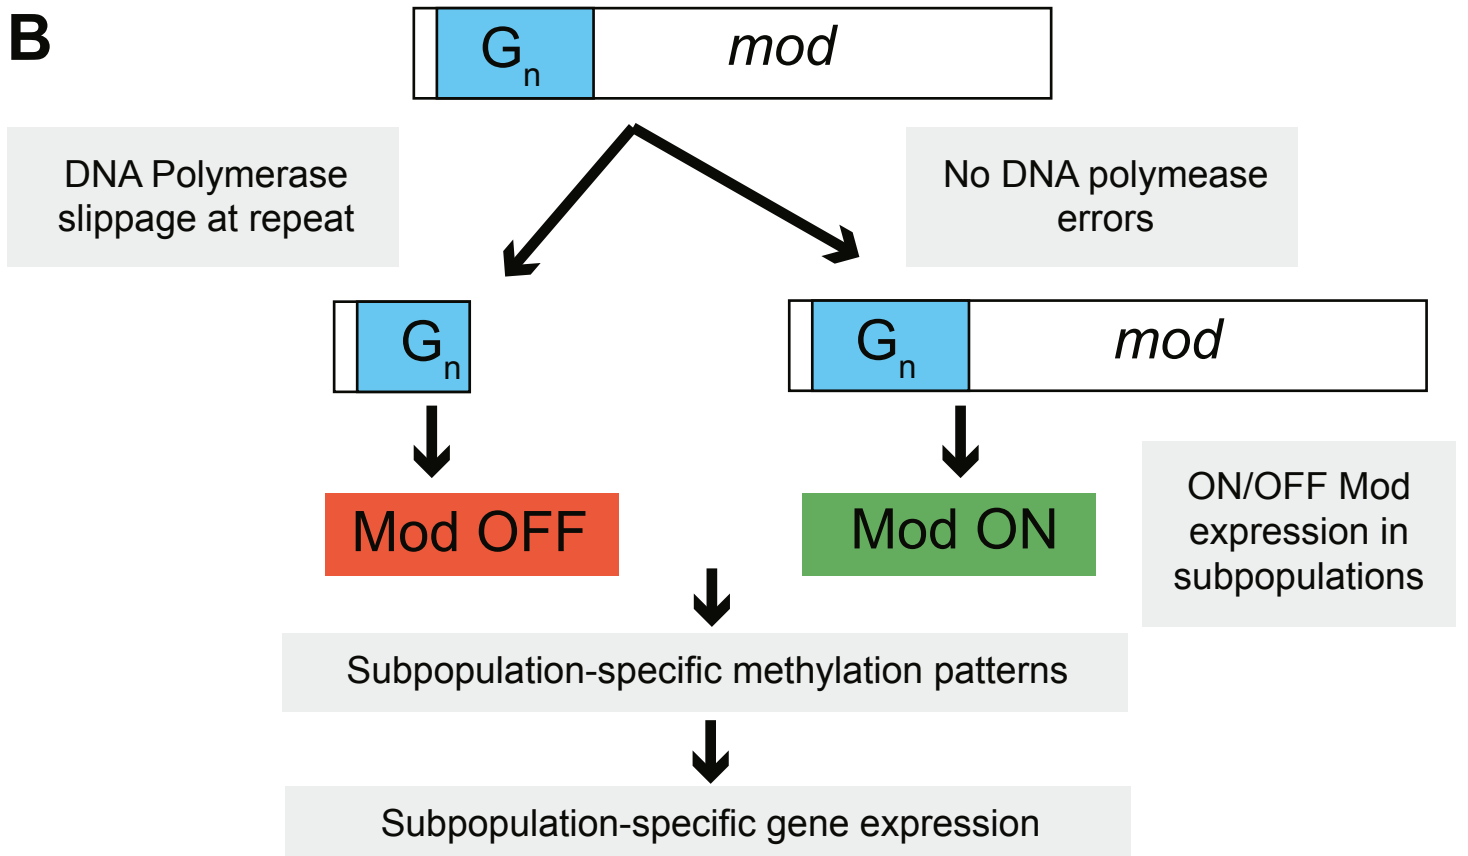 B
Gn mod
DNA Polymerase
slippage at repeat
No DNA polymease
errors
Gn
Gn mod
Mod OFF
Mod ON
ON/OFF Mod
expression in
subpopulations
Subpopulation-specific methylation patterns
Subpopulation-specific gene expression